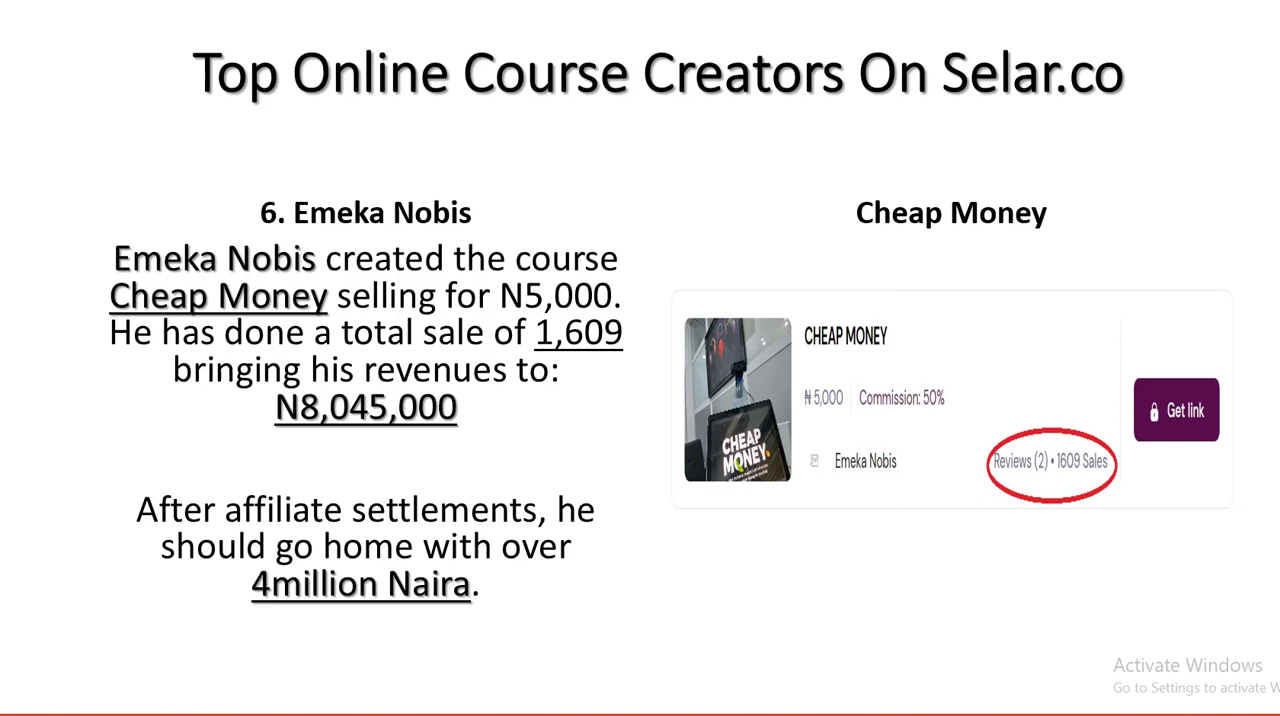 Top Online Course Creators On Selar.co
6. Emeka Nobis
Emeka Nobis created the course
Cheap Money selling for N5,000.
He has done a total sale of 1,609
bringing his revenues to:
N8,045,000
After affiliate settlements, he
should go home with over
4million Naira.
Cheap Money
CHEAP MONEY
₦ 5,000 Commission: 50%
Emeka Nobis Reviews (2) • 1609 Sales
Get link
CHEAP
MONEY.
Activate Windows
Go to Settings to activate W